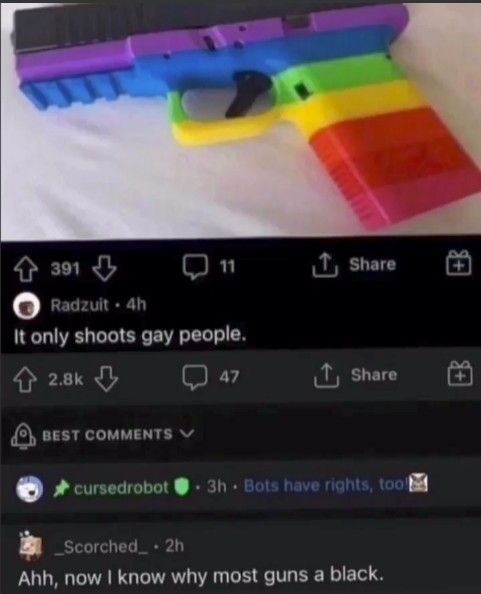 391
11
Share
Radzuit • 4h
It only shoots gay people.
2.8k
47
Share
BEST COMMENTS
cursedrobot • 3h • Bots have rights, too!
_Scorched_ • 2h
Ahh, now I know why most guns a black.